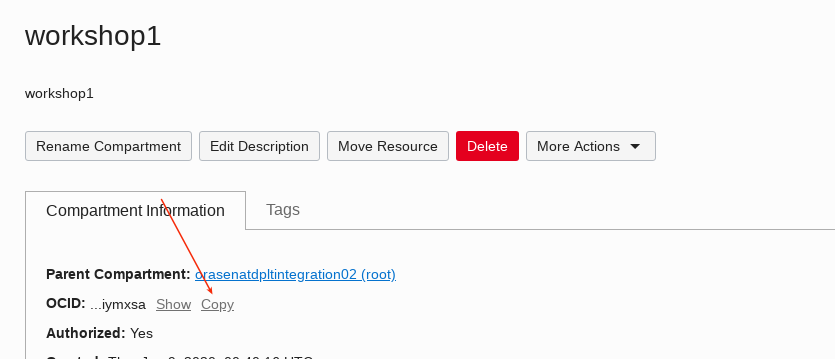 workshop1
workshop1
Rename Compartment Edit Description Move Resource Delete More Actions
Compartment Information Tags
Parent Compartment: orasenatdpltintegration02 (root)
OCID: ...iymxsa Show Copy
Authorized: Yes